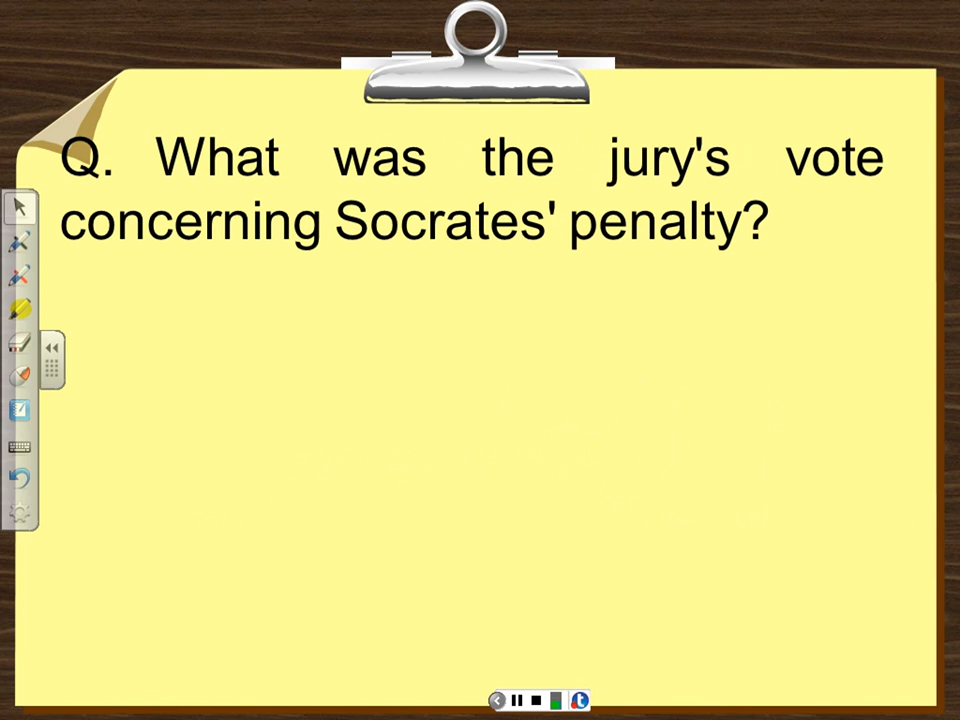 Q. What was the jury's vote
concerning Socrates' penalty?